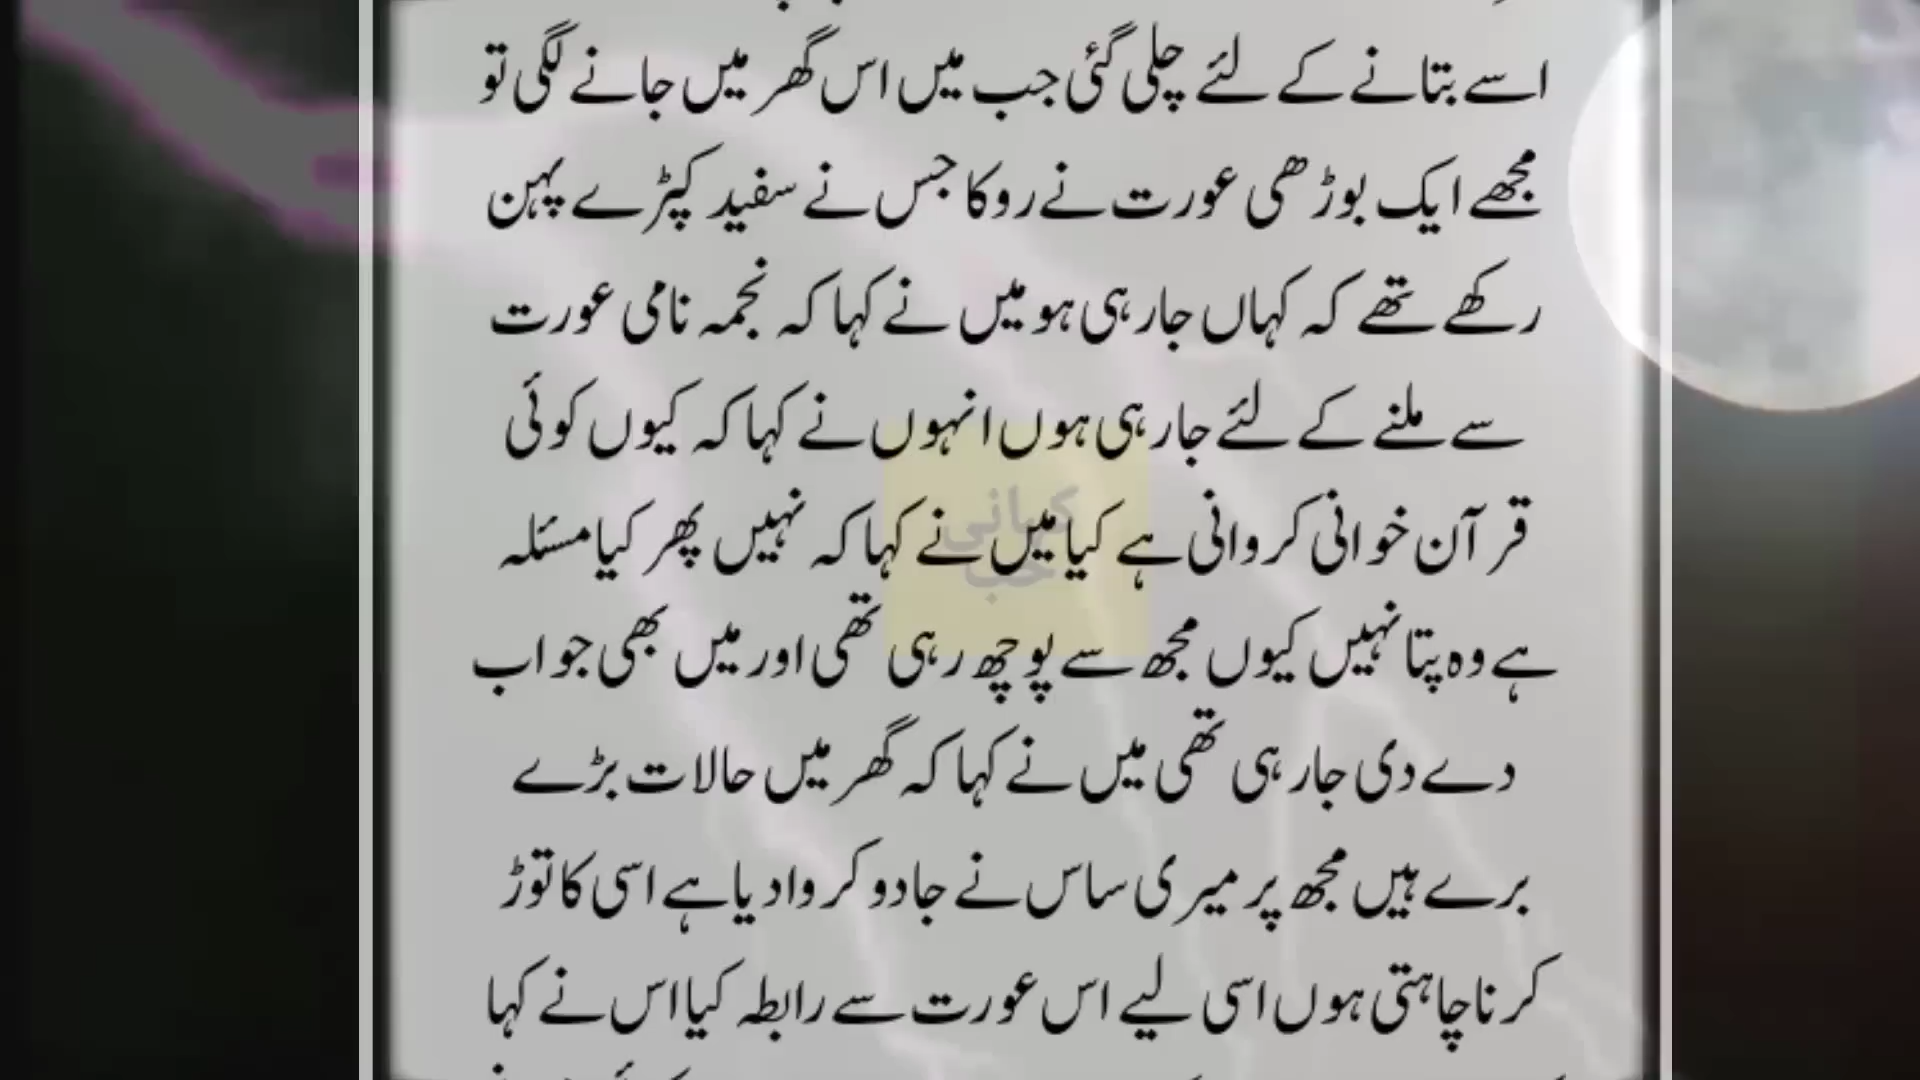 اسے بتانے کے لئے چلی گئی جب میں اس گھر میں جانے لگی تو
مجھے ایک بوڑھی عورت نے روکا جس نے سفید کپڑے پہن
رکھے تھے کہ کہاں جا رہی ہو میں نے کہا کہ نجمہ نامی عورت
سے ملنے کے لئے جا رہی ہوں انہوں نے کہا کہ کیوں کوئی
قرآن خوانی کروانی ہے کیا میں نے کہا کہ نہیں پھر کیا مسئلہ
ہے وہ پتا نہیں کیوں مجھ سے پوچھ رہی تھی اور میں بھی جواب
دے دی جا رہی تھی میں نے کہا کہ گھر میں حالات بڑے
برے ہیں مجھ پر میری ساس نے جادو کروا دیا ہے اسی کا توڑ
کرنا چاہتی ہوں اسی لیے اس عورت سے رابطہ کیا اس نے کہا
کہانی
حب